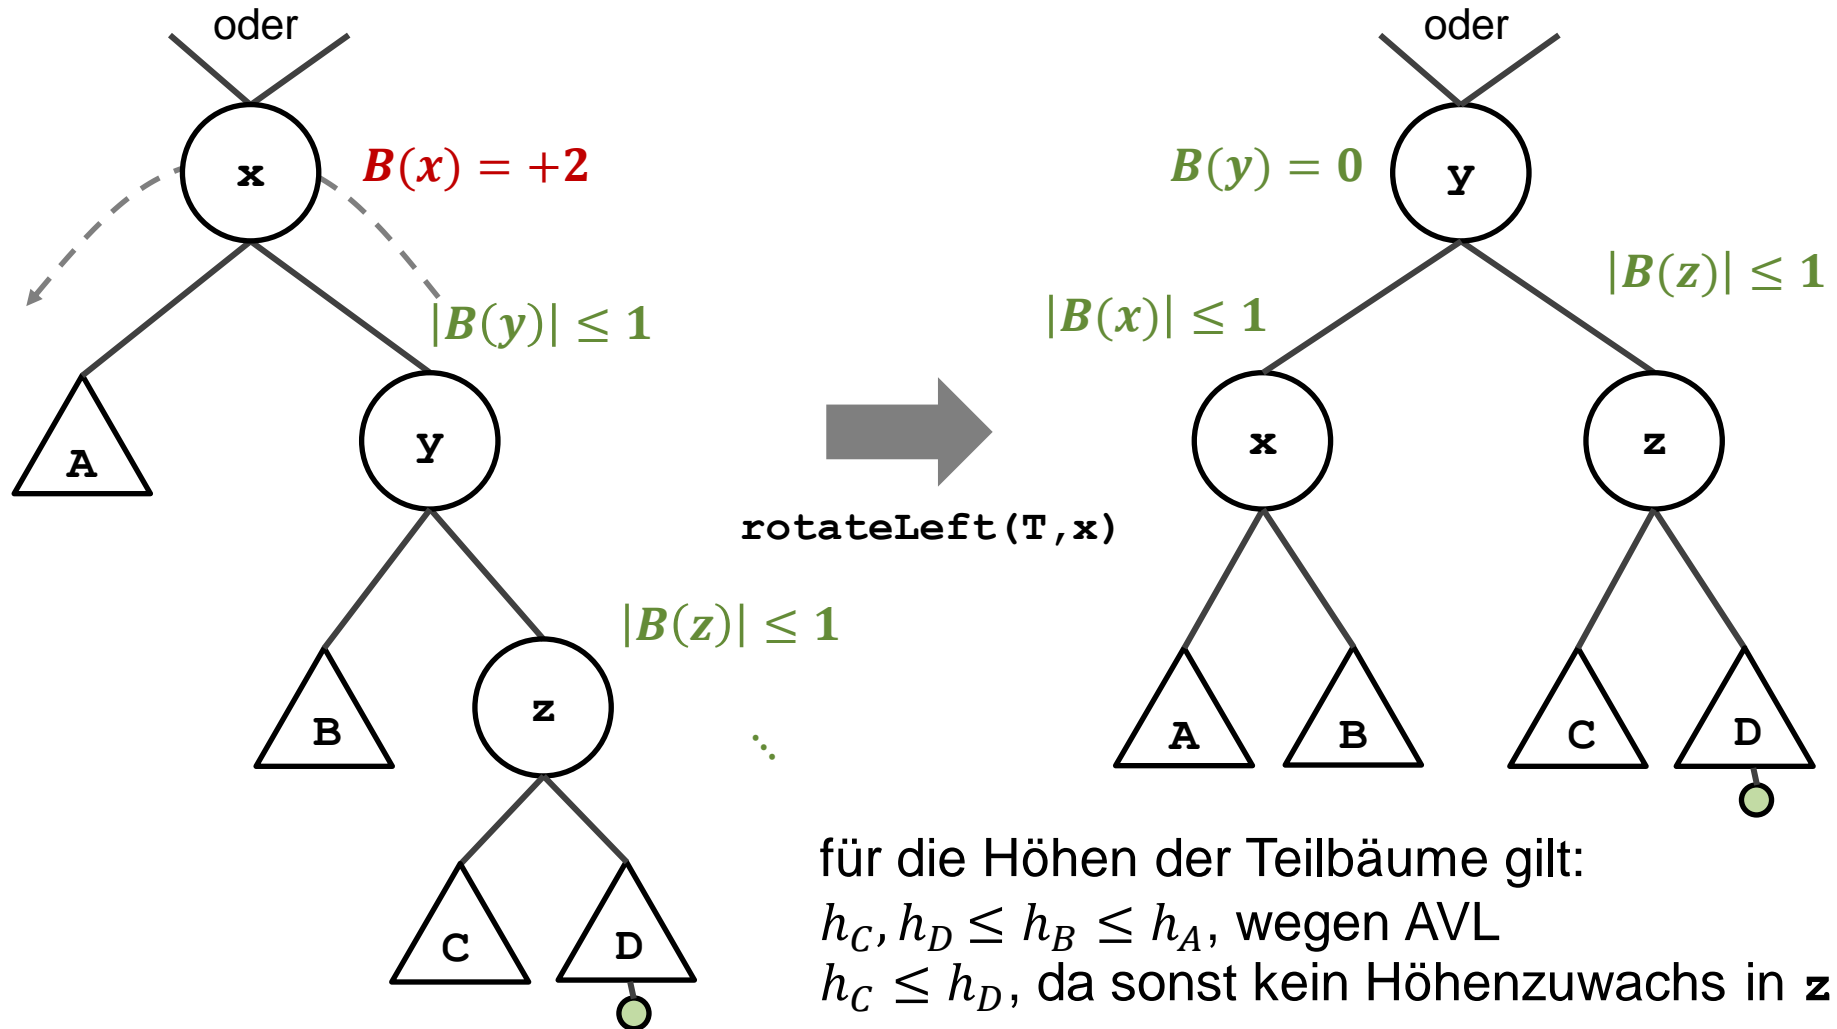 oder
x
B(x) = +2
|B(y)| ≤ 1
A
y
|B(z)| ≤ 1
B
z
⋱
C
D
rotateLeft(T,x)
oder
B(y) = 0
y
|B(z)| ≤ 1
|B(x)| ≤ 1
x
z
A
B
C
D
für die Höhen der Teilbäume gilt:
h_C, h_D ≤ h_B ≤ h_A, wegen AVL
h_C ≤ h_D, da sonst kein Höhenzuwachs in z